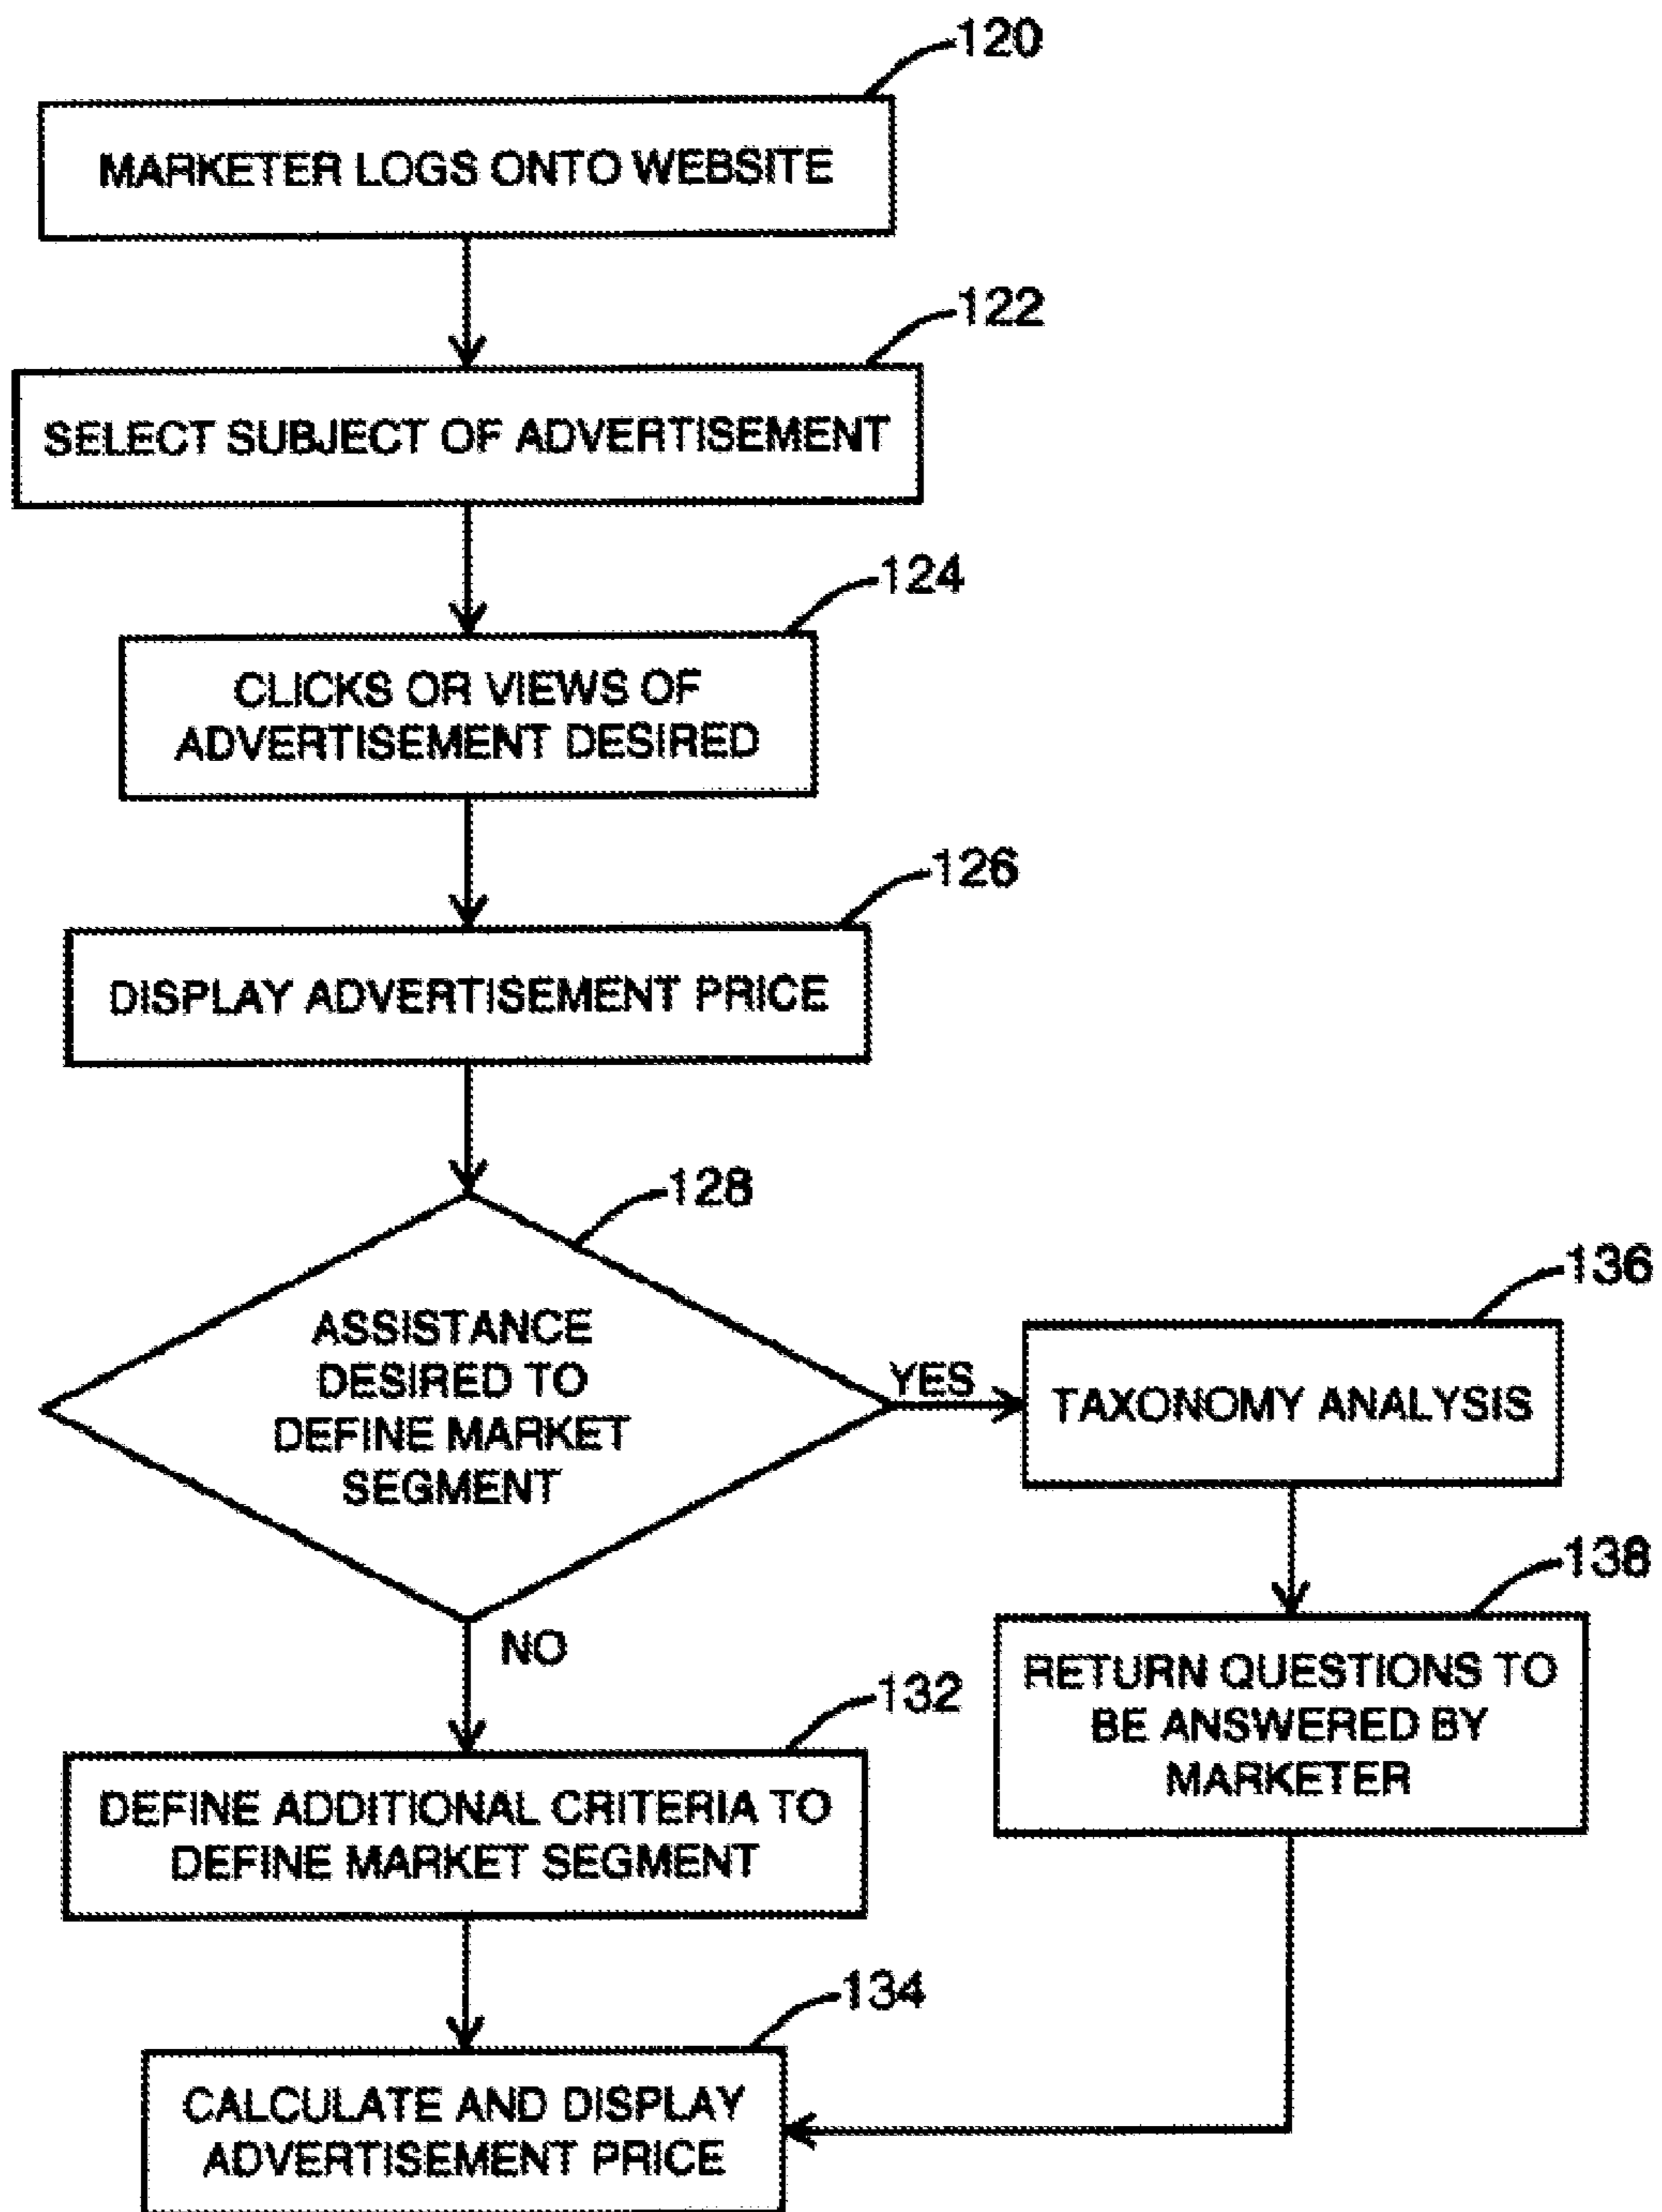 120
MARKETER LOGS ONTO WEBSITE
122
SELECT SUBJECT OF ADVERTISEMENT
124
CLICKS OR VIEWS OF
ADVERTISEMENT DESIRED
126
DISPLAY ADVERTISEMENT PRICE
128
ASSISTANCE
DESIRED TO
DEFINE MARKET
SEGMENT
YES
136
TAXONOMY ANALYSIS
138
RETURN QUESTIONS TO
BE ANSWERED BY
MARKETER
NO
132
DEFINE ADDITIONAL CRITERIA TO
DEFINE MARKET SEGMENT
134
CALCULATE AND DISPLAY
ADVERTISEMENT PRICE